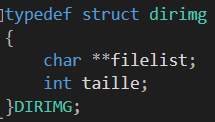 typedef struct dirimg
{
    char **filelist;
    int taille;
}DIRIMG;